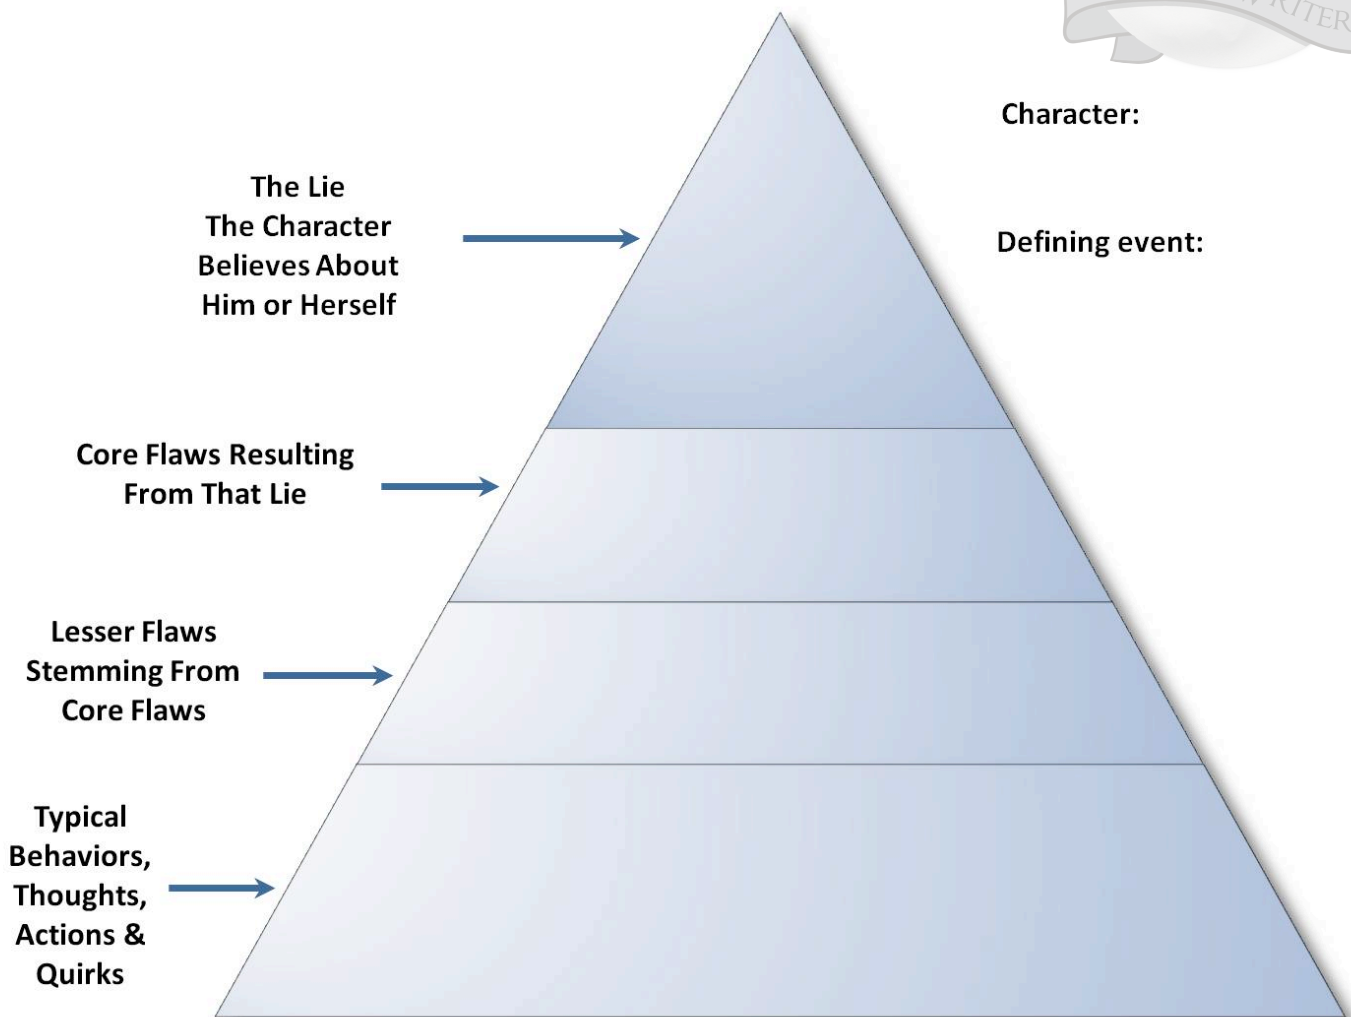 WRITER
Character:
The Lie
The Character
Believes About
Him or Herself
Defining event:
Core Flaws Resulting
From That Lie
Lesser Flaws
Stemming From
Core Flaws
Typical
Behaviors,
Thoughts,
Actions &
Quirks